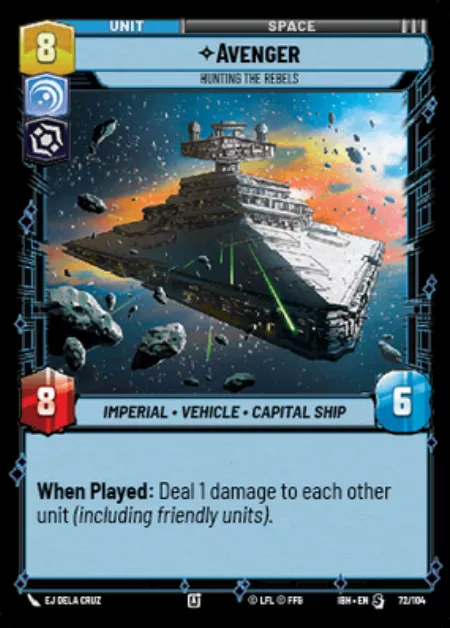 UNIT
SPACE
8
AVENGER
HUNTING THE REBELS
8
IMPERIAL • VEHICLE • CAPITAL SHIP
6
When Played: Deal 1 damage to each other
unit (including friendly units).
EJ DELA CRUZ
© LFL © FFG
IBH • EN
72/104